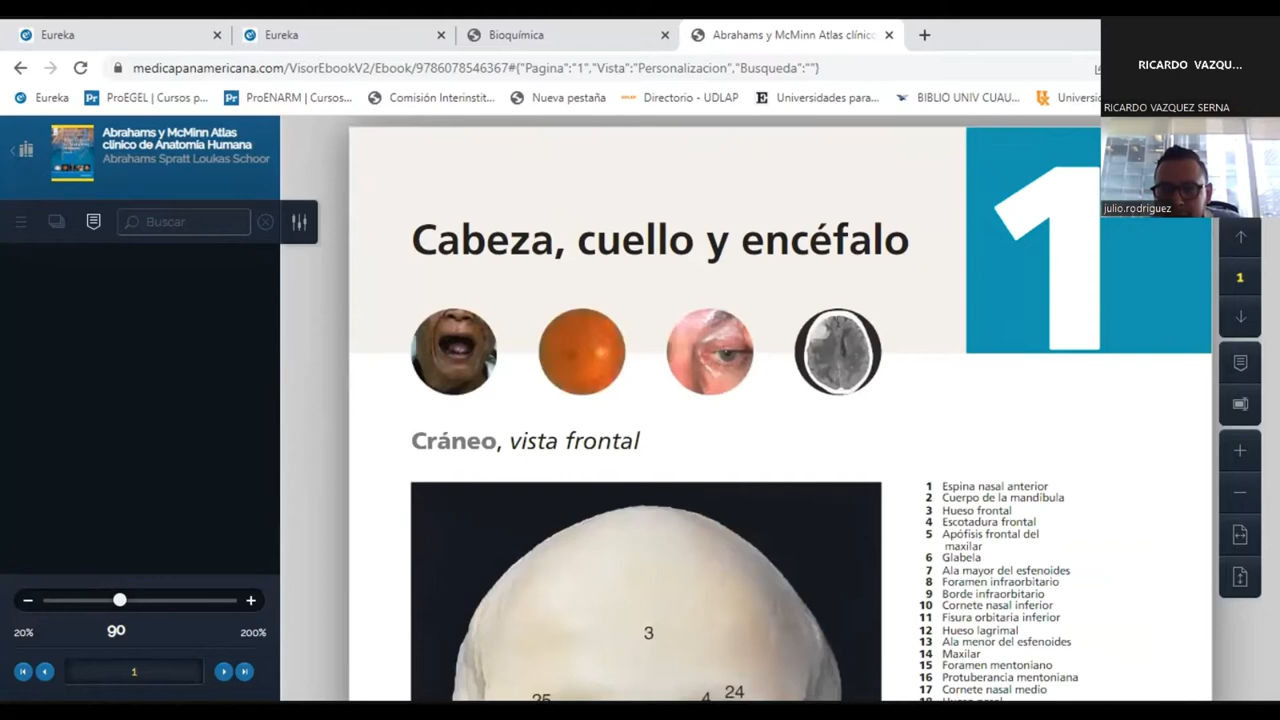 Eureka
Eureka
Bioquímica
Abrahams y McMinn Atlas clínico
medicapanamericana.com/VisorEbookV2/Ebook/9786078546367#{"Pagina":"1","Vista":"Personalizacion","Busqueda":""}
Eureka
ProEGEL | Cursos p...
ProENARM | Cursos...
Comisión Interinstit...
Nueva pestaña
Directorio - UDLAP
Universidades para...
BIBLIO UNIV CUAU...
Universi
RICARDO VAZQU...
RICARDO VAZQUEZ SERNA
julio.rodriguez
Abrahams y McMinn Atlas
clínico de Anatomía Humana
Abrahams Spratt Loukas Schoor
Buscar
20%
90
200%
1
1
1
Cabeza, cuello y encéfalo
Cráneo, vista frontal
3
25
4
24
1 Espina nasal anterior
2 Cuerpo de la mandíbula
3 Hueso frontal
4 Escotadura frontal
5 Apófisis frontal del
maxilar
6 Glabela
7 Ala mayor del esfenoides
8 Foramen infraorbitario
9 Borde infraorbitario
10 Cornete nasal inferior
11 Fisura orbitaria inferior
12 Hueso lagrimal
13 Ala menor del esfenoides
14 Maxilar
15 Foramen mentoniano
16 Protuberancia mentoniana
17 Cornete nasal medio